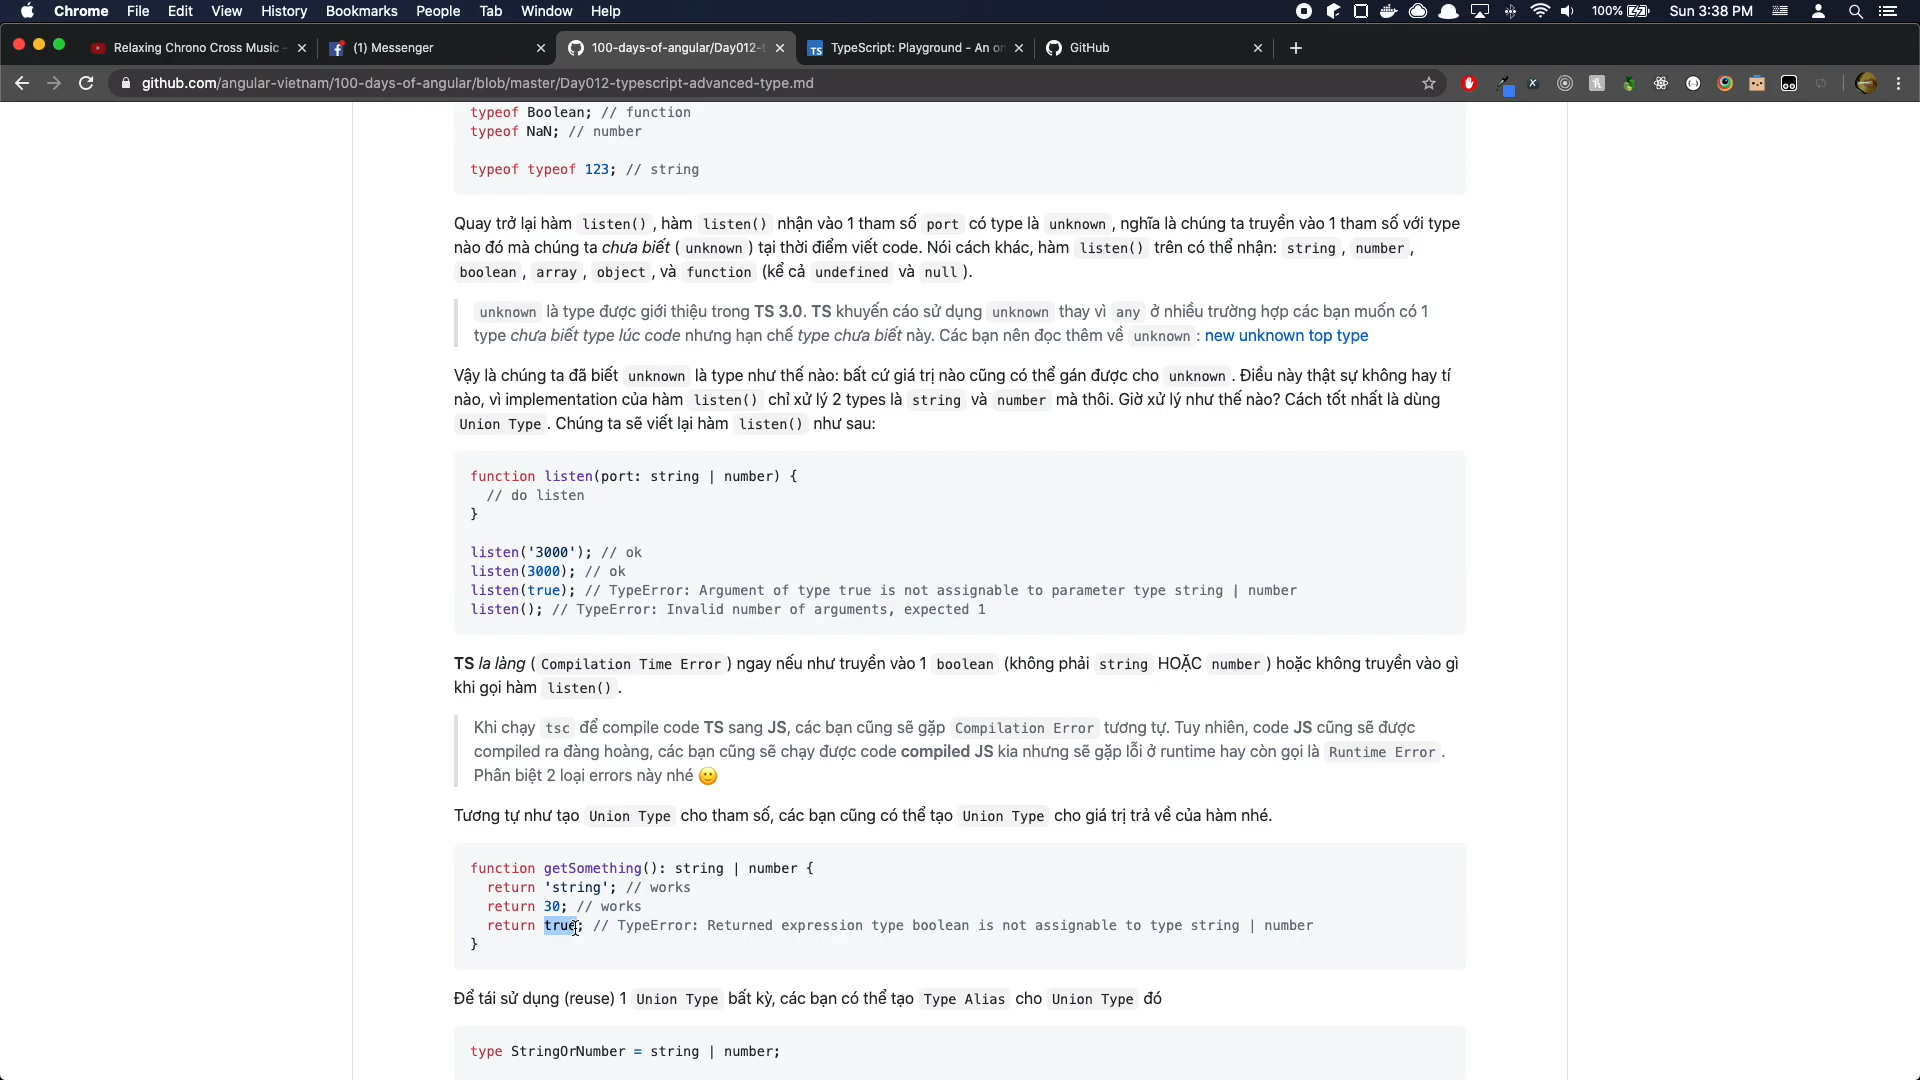 Chrome File Edit View History Bookmarks People Tab Window Help 100% Sun 3:38 PM
Relaxing Chrono Cross Music - (1) Messenger 100-days-of-angular/Day012-t TypeScript: Playground - An on GitHub
github.com/angular-vietnam/100-days-of-angular/blob/master/Day012-typescript-advanced-type.md
typeof Boolean; // function
typeof NaN; // number
typeof typeof 123; // string
Quay trở lại hàm listen(), hàm listen() nhận vào 1 tham số port có type là unknown, nghĩa là chúng ta truyền vào 1 tham số với type
nào đó mà chúng ta chưa biết (unknown) tại thời điểm viết code. Nói cách khác, hàm listen() trên có thể nhận: string, number,
boolean, array, object, và function (kể cả undefined và null).
unknown là type được giới thiệu trong TS 3.0. TS khuyến cáo sử dụng unknown thay vì any ở nhiều trường hợp các bạn muốn có 1
type chưa biết type lúc code nhưng hạn chế type chưa biết này. Các bạn nên đọc thêm về unknown: new unknown top type
Vậy là chúng ta đã biết unknown là type như thế nào: bất cứ giá trị nào cũng có thể gán được cho unknown. Điều này thật sự không hay tí
nào, vì implementation của hàm listen() chỉ xử lý 2 types là string và number mà thôi. Giờ xử lý như thế nào? Cách tốt nhất là dùng
Union Type. Chúng ta sẽ viết lại hàm listen() như sau:
function listen(port: string | number) {
// do listen
}
listen('3000'); // ok
listen(3000); // ok
listen(true); // TypeError: Argument of type true is not assignable to parameter type string | number
listen(); // TypeError: Invalid number of arguments, expected 1
TS la làng (Compilation Time Error) ngay nếu như truyền vào 1 boolean (không phải string HOẶC number) hoặc không truyền vào gì
khi gọi hàm listen().
Khi chạy tsc để compile code TS sang JS, các bạn cũng sẽ gặp Compilation Error tương tự. Tuy nhiên, code JS cũng sẽ được
compiled ra đàng hoàng, các bạn cũng sẽ chạy được code compiled JS kia nhưng sẽ gặp lỗi ở runtime hay còn gọi là Runtime Error.
Phân biệt 2 loại errors này nhé 🙂
Tương tự như tạo Union Type cho tham số, các bạn cũng có thể tạo Union Type cho giá trị trả về của hàm nhé.
function getSomething(): string | number {
return 'string'; // works
return 30; // works
return true; // TypeError: Returned expression type boolean is not assignable to type string | number
}
Để tái sử dụng (reuse) 1 Union Type bất kỳ, các bạn có thể tạo Type Alias cho Union Type đó
type StringOrNumber = string | number;